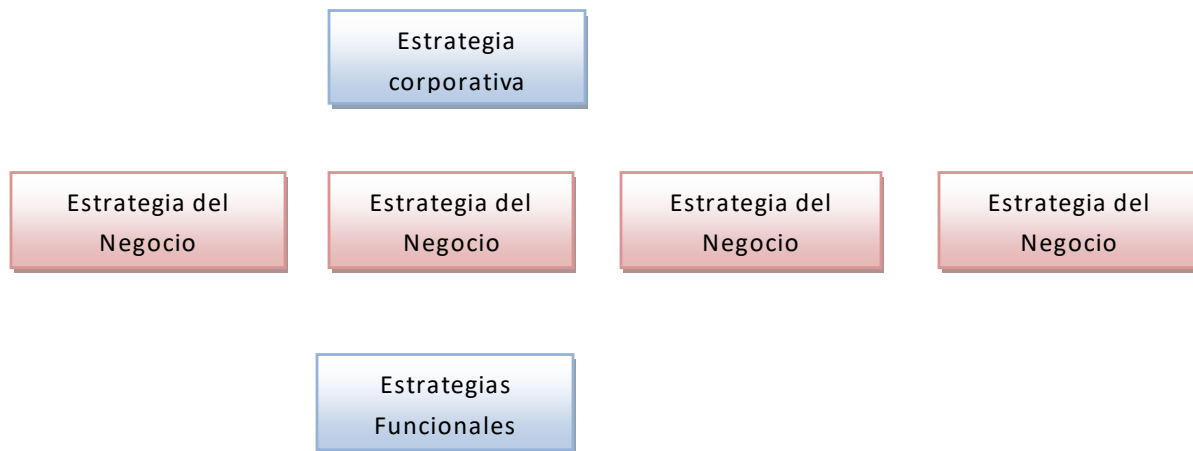 Estrategia
corporativa
Estrategia del
Negocio
Estrategia del
Negocio
Estrategia del
Negocio
Estrategia del
Negocio
Estrategias
Funcionales